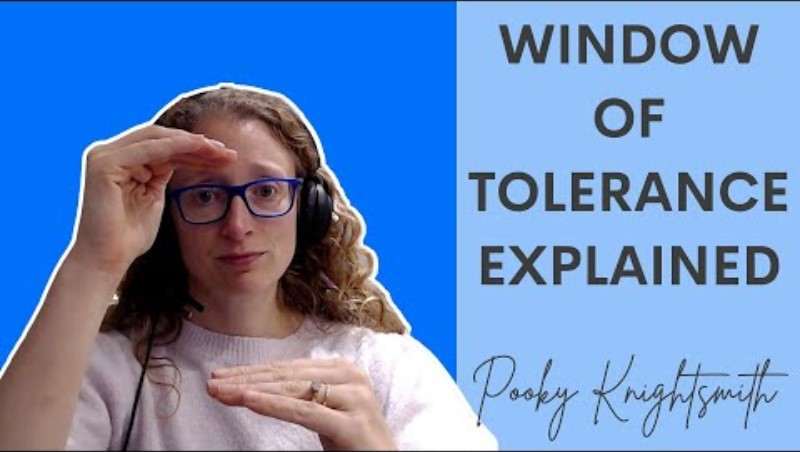 WINDOW
OF
TOLERANCE
EXPLAINED
Pooky Knightsmith